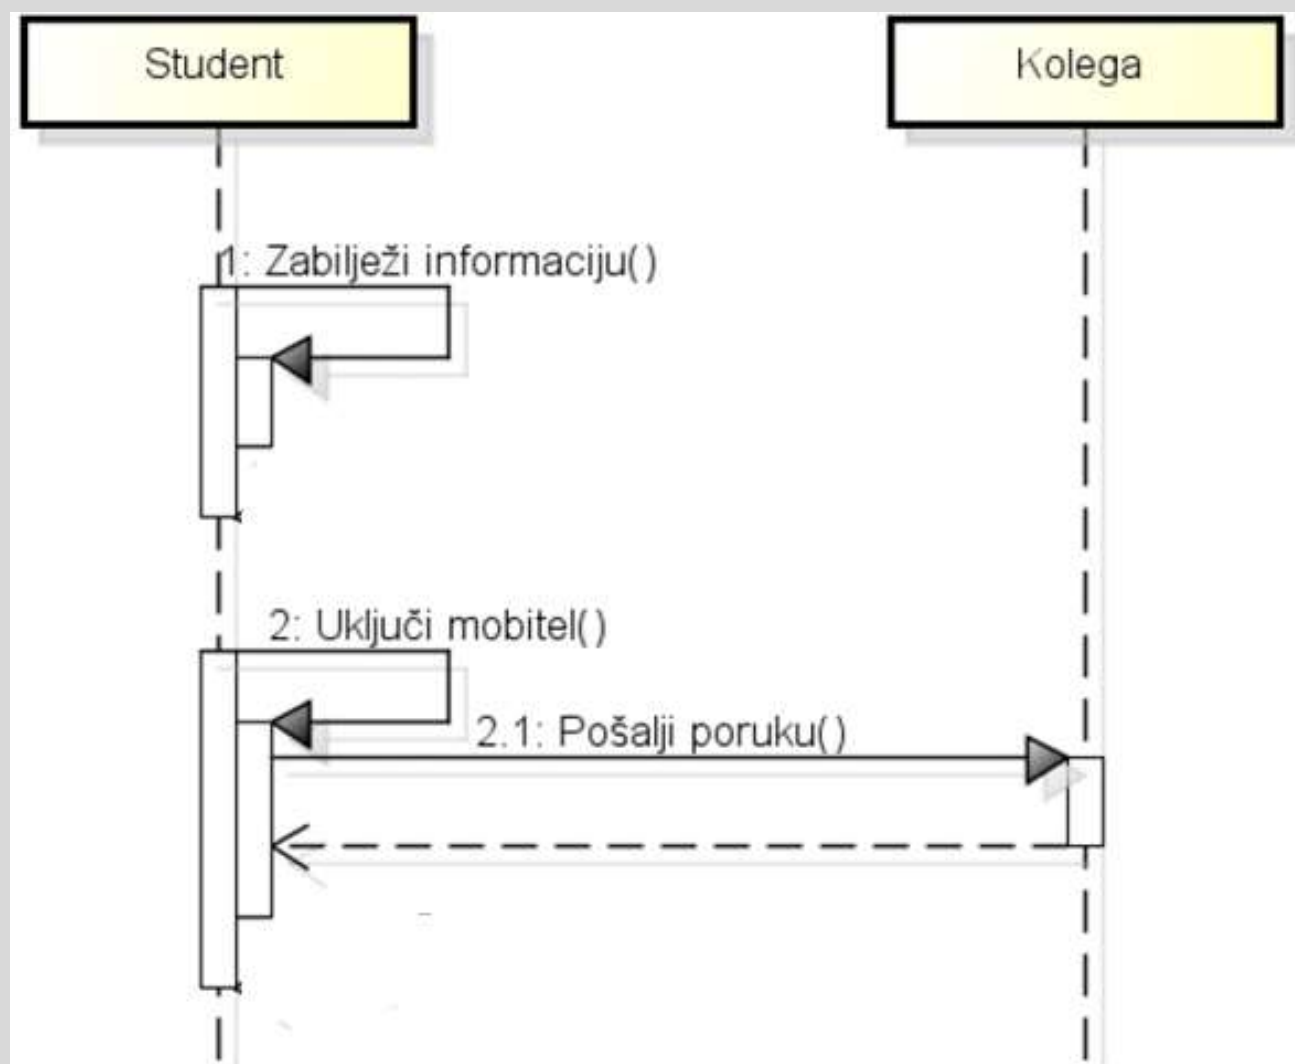 Student
Kolega
1: Zabilježi informaciju()
2: Uključi mobitel()
2.1: Pošalji poruku()